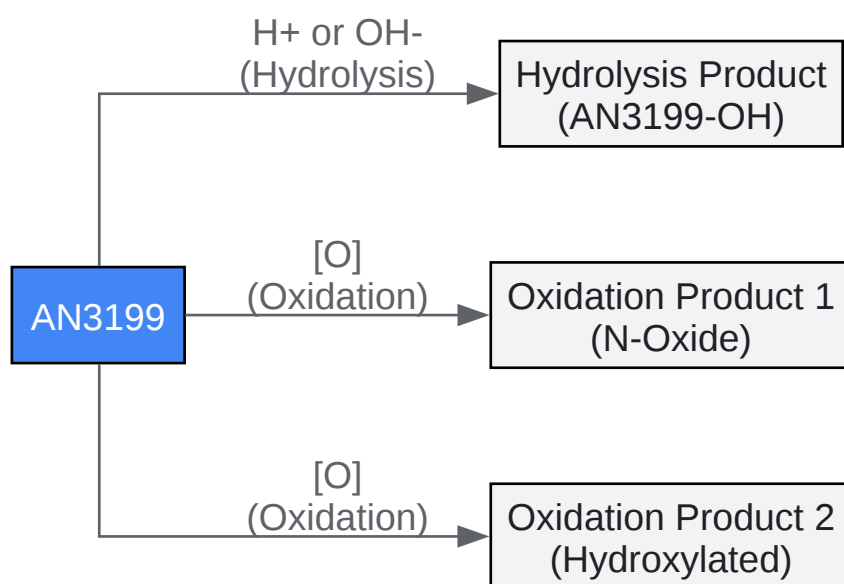 H+ or OH-
(Hydrolysis)
Hydrolysis Product
(AN3199-OH)
AN3199
[O]
(Oxidation)
Oxidation Product 1
(N-Oxide)
[O]
(Oxidation)
Oxidation Product 2
(Hydroxylated)